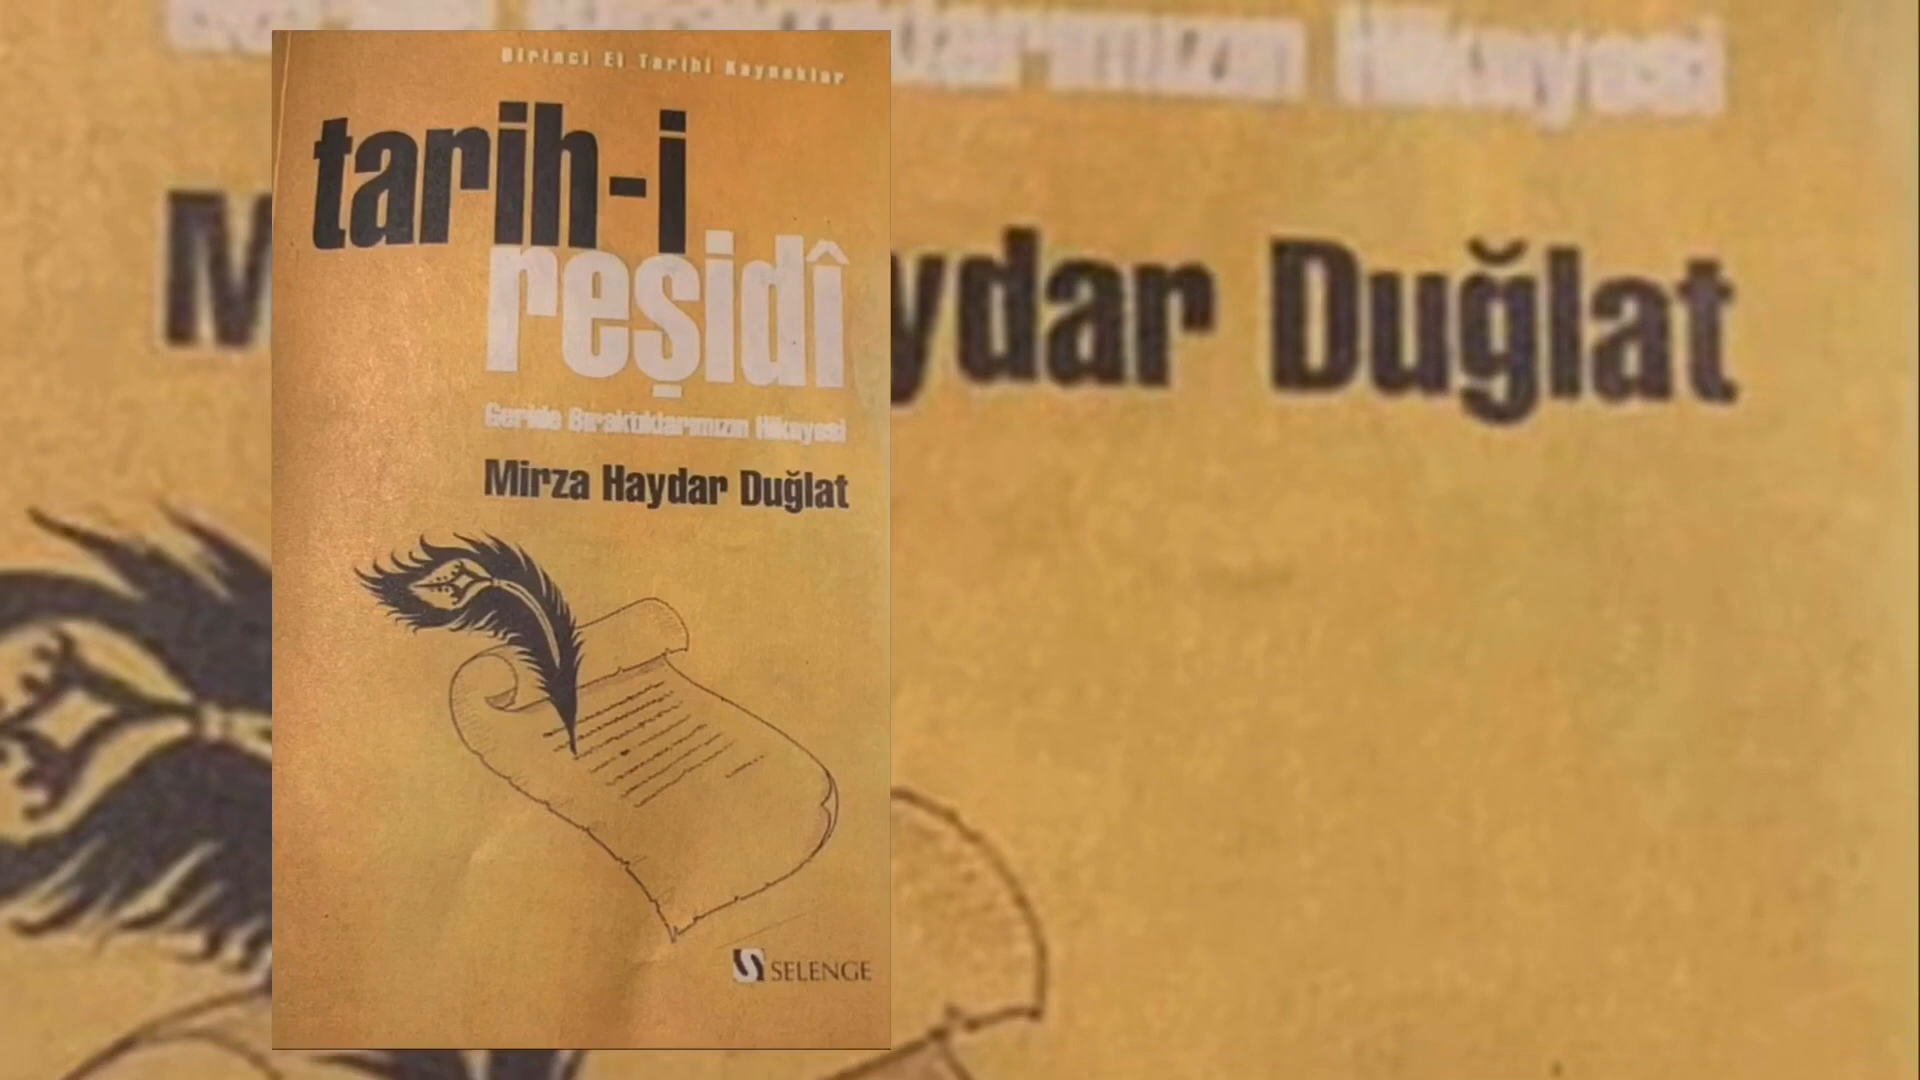 Birinci El Tarihi Kaynaklar
tarih-i
reşidî
Geride Bıraktıklarımızın Hikayesi
Mirza Haydar Duğlat
SELENGE
ydar Duğlat